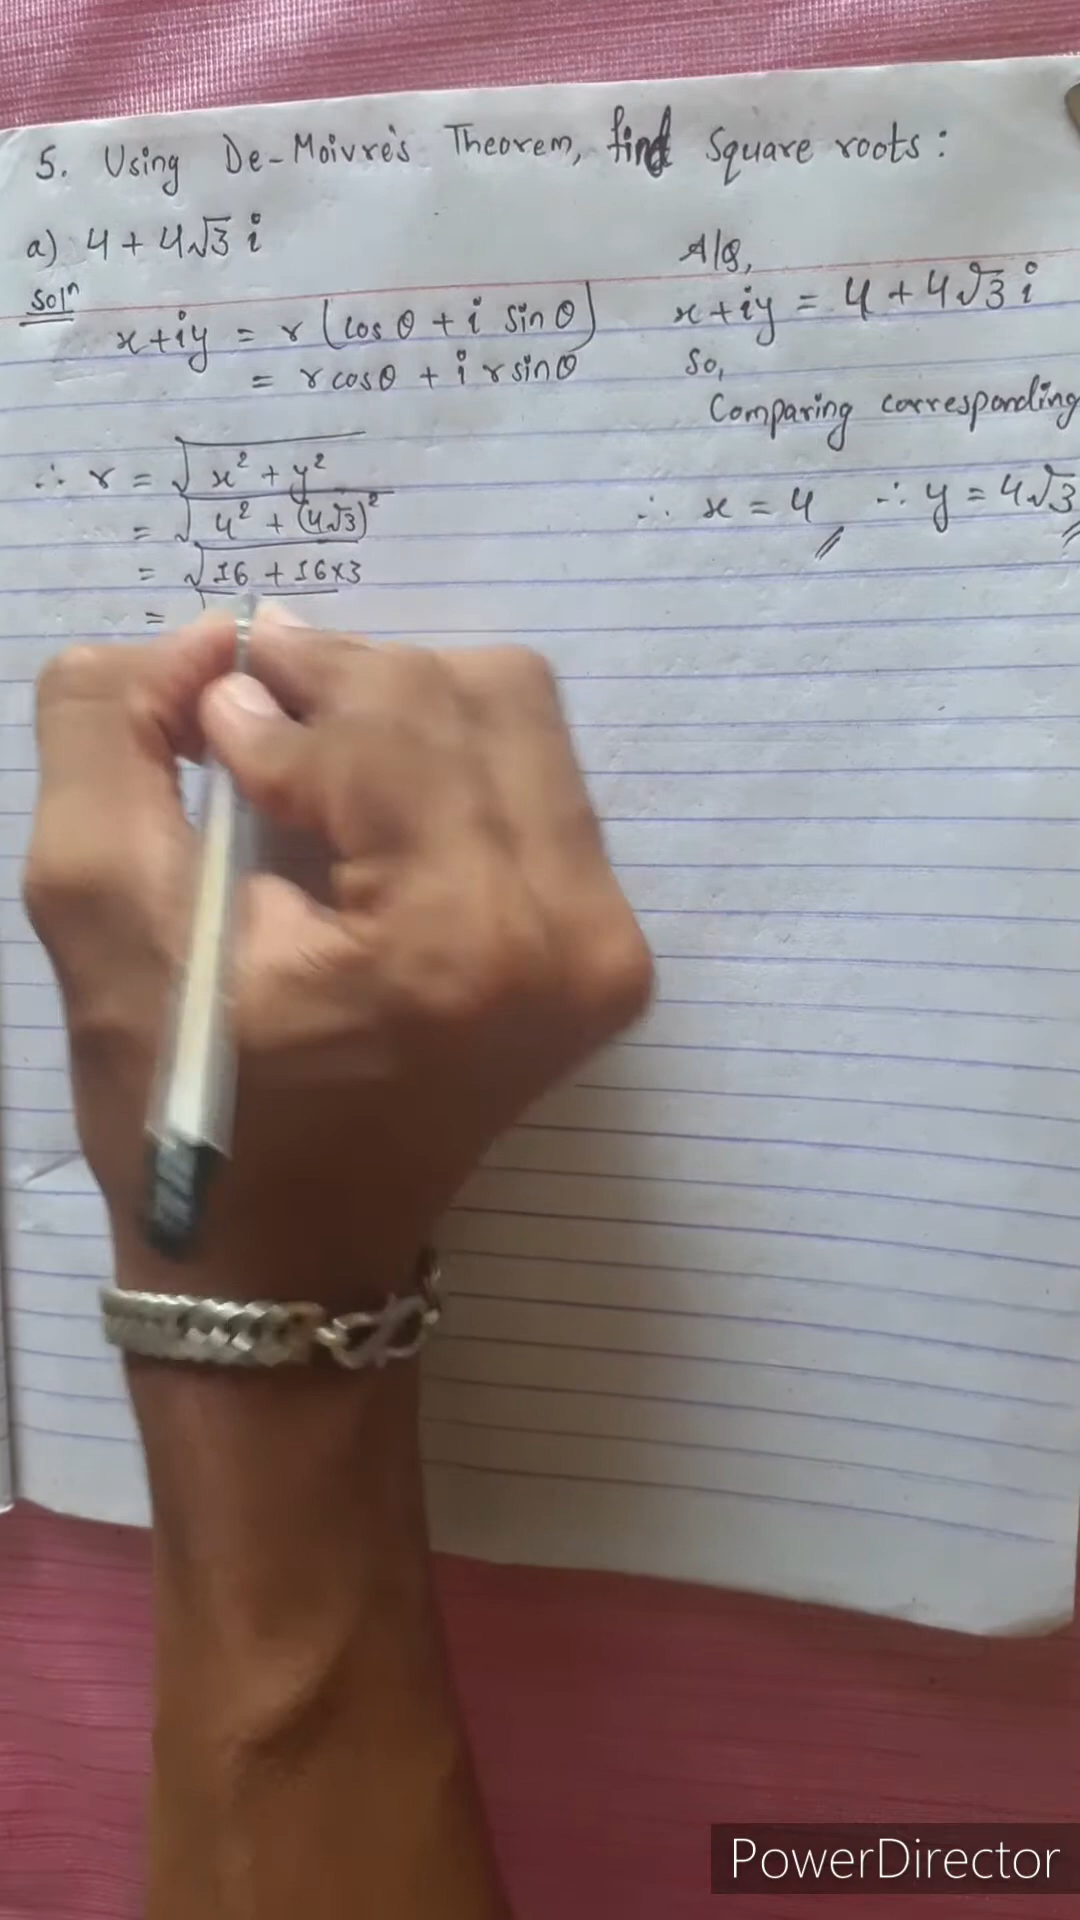 5. Using De-Moivre's Theorem, find Square roots:
a) 4 + 4√3 i
Solⁿ
x+iy = r (cos θ + i sin θ)
= r cos θ + i r sin θ
∴ r = √x² + y²
= √4² + (4√3)²
= √16 + 16×3
=
A/Q,
x+iy = 4 + 4√3 i
So,
Comparing corresponding
∴ x = 4 ∴ y = 4√3
PowerDirector